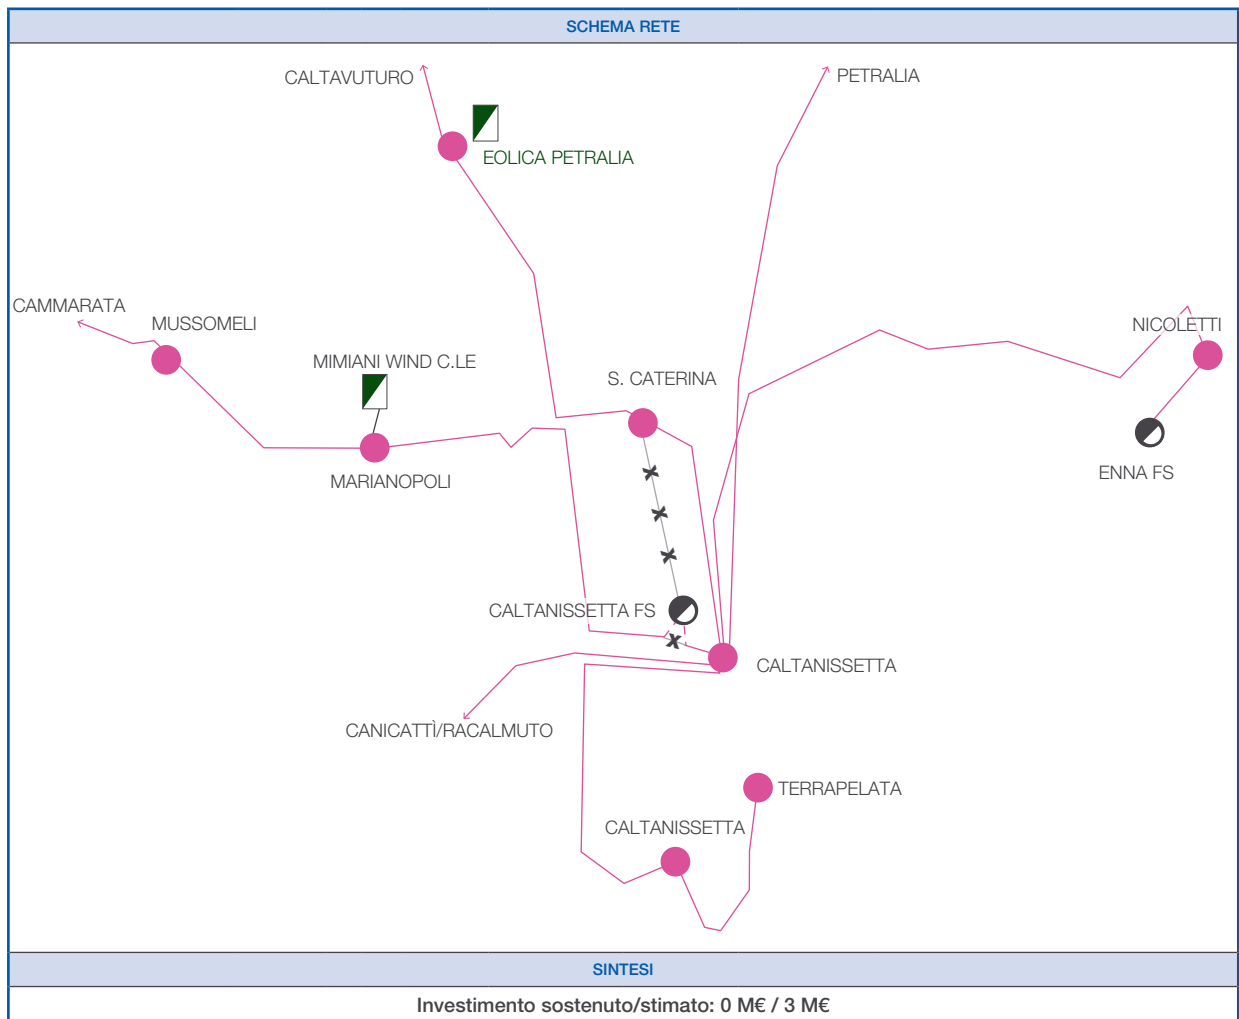 SCHEMA RETE
CALTAVUTURO
PETRALIA
EOLICA PETRALIA
CAMMARATA
MUSSOMELI
NICOLETTI
MIMIANI WIND C.LE
S. CATERINA
MARIANOPOLI
ENNA FS
CALTANISSETTA FS
CALTANISSETTA
CANICATTÌ/RACALMUTO
TERRAPELATA
CALTANISSETTA
SINTESI
Investimento sostenuto/stimato: 0 M€ / 3 M€